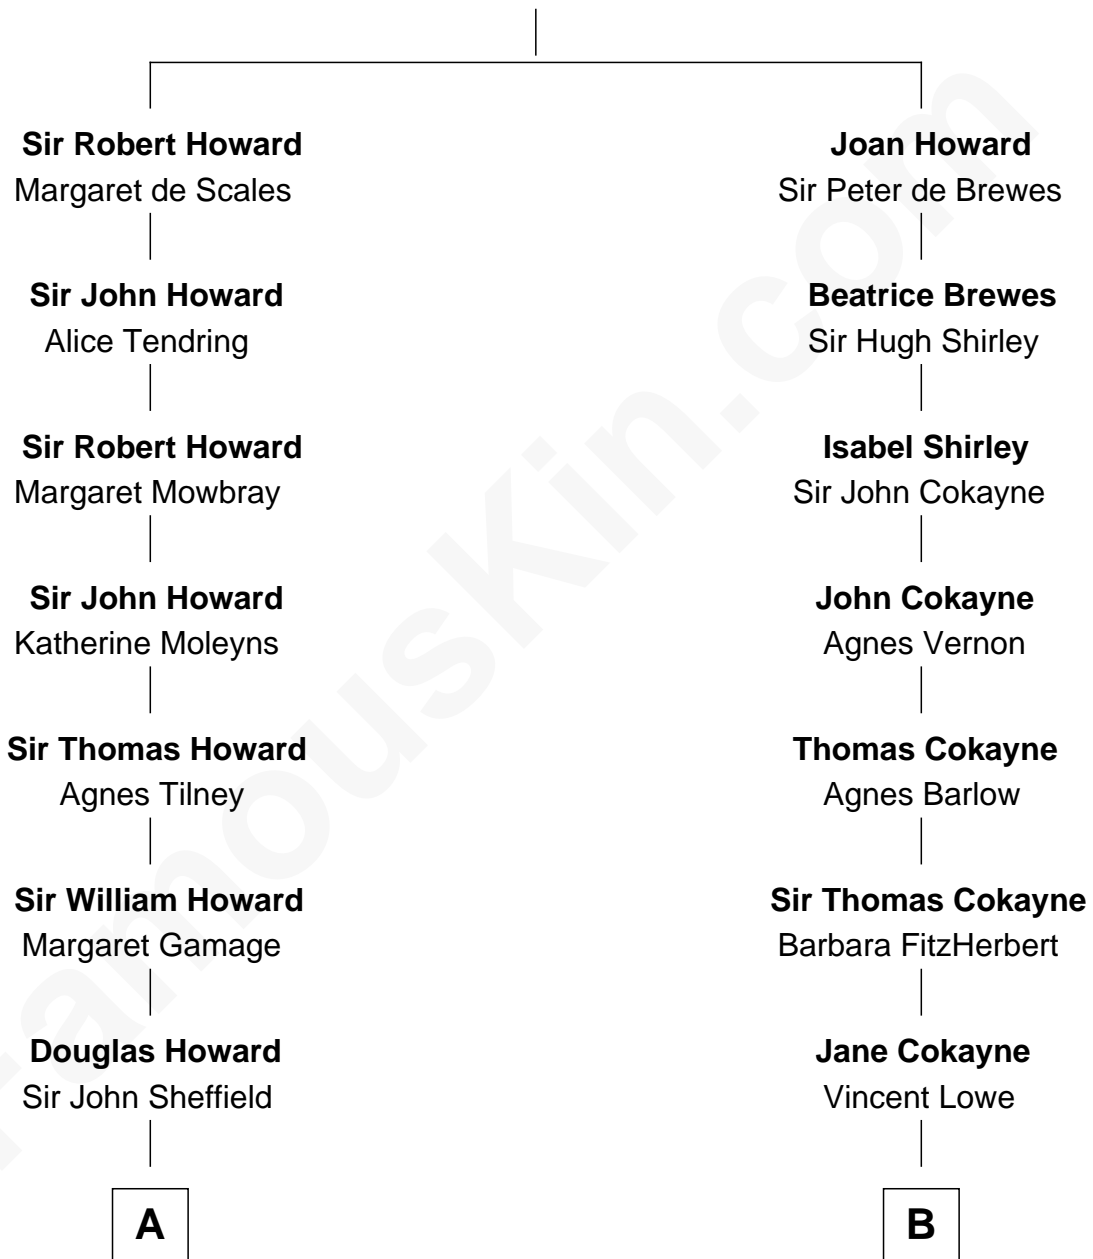 Sir Robert Howard
Margaret de Scales
Joan Howard
Sir Peter de Brewes
Sir John Howard
Alice Tendring
Beatrice Brewes
Sir Hugh Shirley
Sir Robert Howard
Margaret Mowbray
Isabel Shirley
Sir John Cokayne
Sir John Howard
Katherine Moleyns
John Cokayne
Agnes Vernon
Sir Thomas Howard
Agnes Tilney
Thomas Cokayne
Agnes Barlow
Sir William Howard
Margaret Gamage
Sir Thomas Cokayne
Barbara FitzHerbert
Douglas Howard
Sir John Sheffield
Jane Cokayne
Vincent Lowe
A
B
FamousKin.com